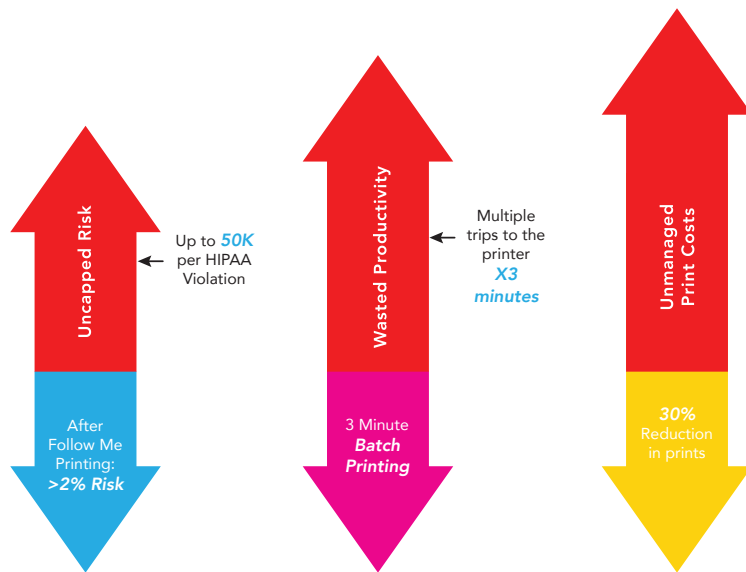 Uncapped Risk
Up to 50K
per HIPAA
Violation
After
Follow Me
Printing:
>2% Risk
Wasted Productivity
Multiple
trips to the
printer
X3
minutes
3 Minute
Batch
Printing
Unmanaged
Print Costs
30%
Reduction
in prints